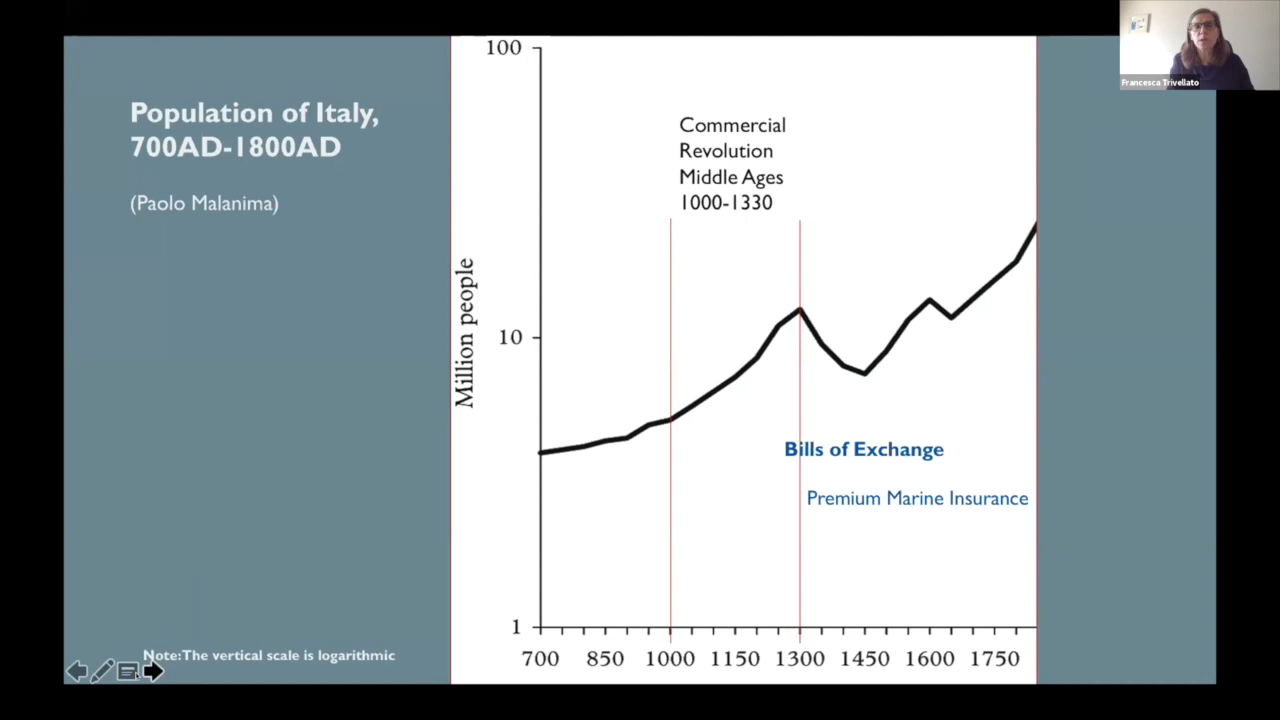 Francesca Trivellato
Population of Italy,
700AD-1800AD
(Paolo Malanima)
Note:The vertical scale is logarithmic
Million people
100
10
1
Commercial
Revolution
Middle Ages
1000-1330
Bills of Exchange
Premium Marine Insurance
700 850 1000 1150 1300 1450 1600 1750